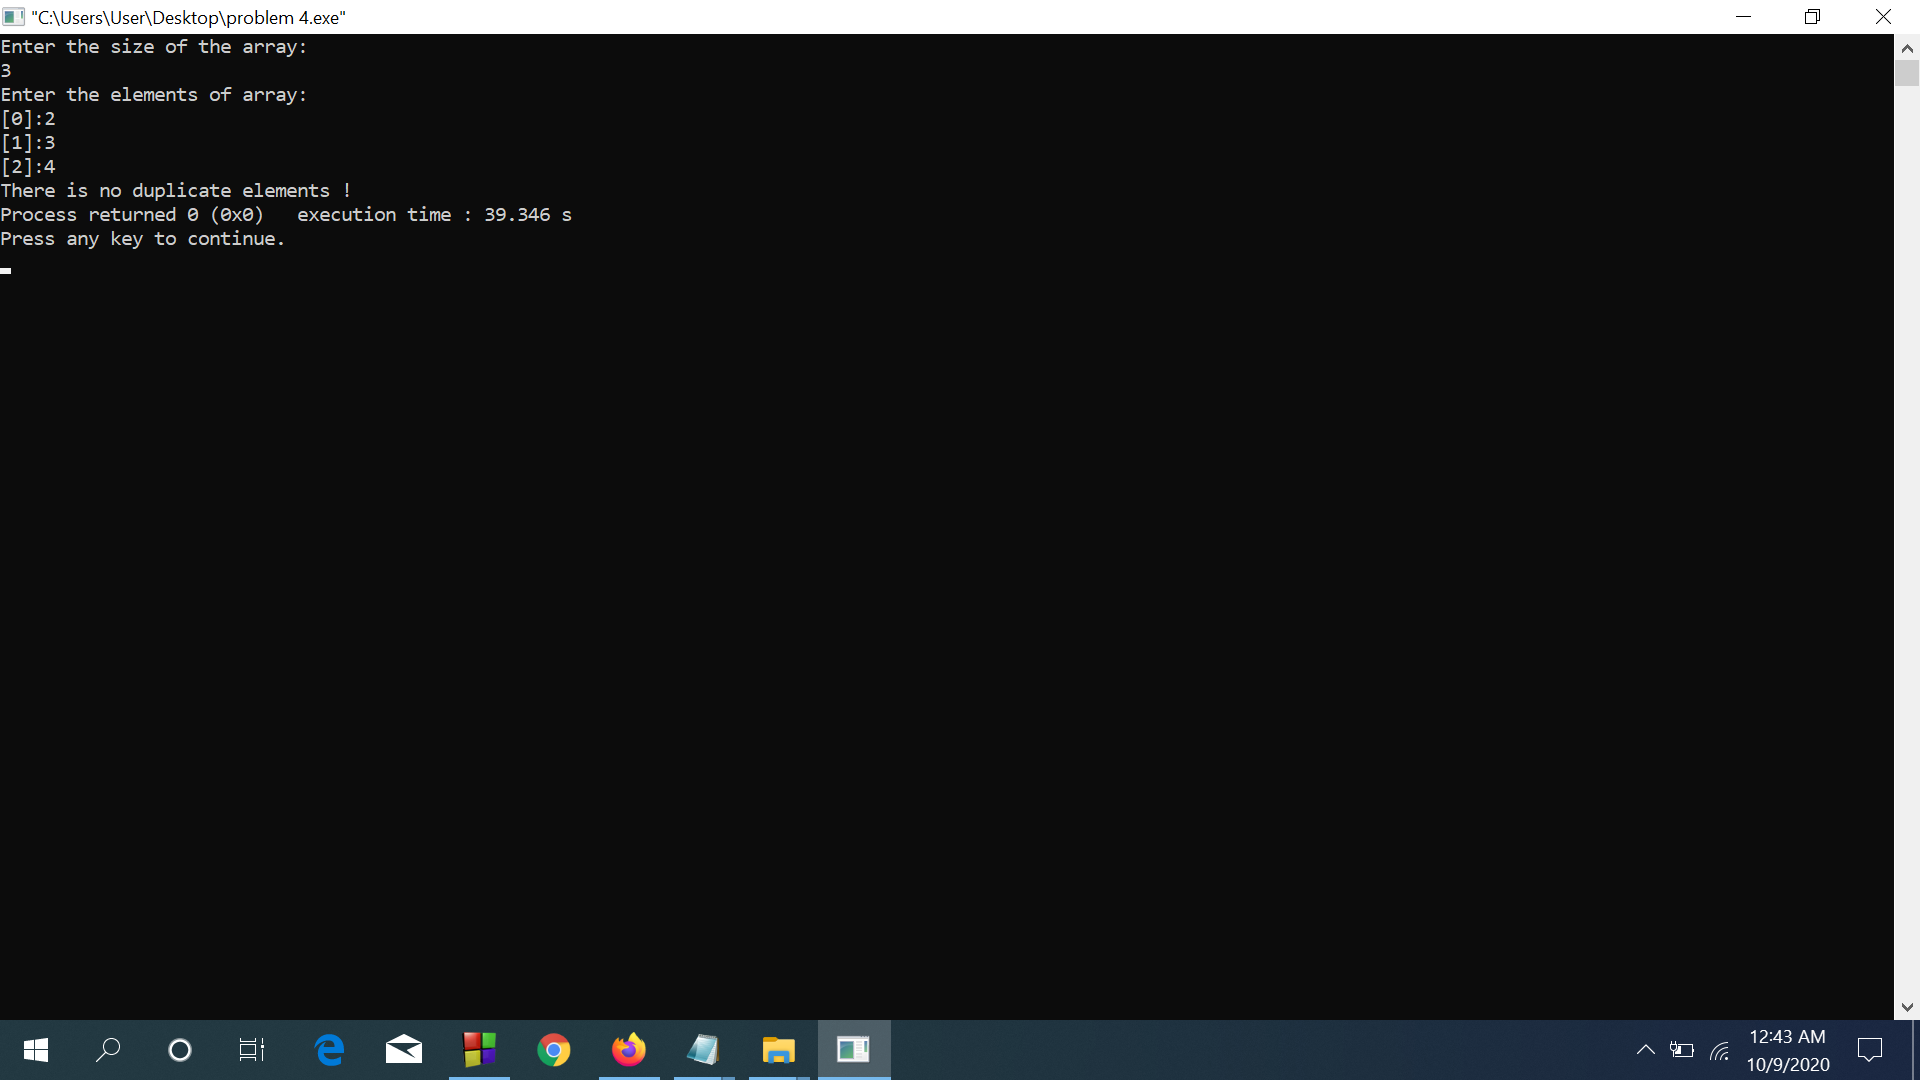 "C:\Users\User\Desktop\problem 4.exe"
Enter the size of the array:
3
Enter the elements of array:
[0]:2
[1]:3
[2]:4
There is no duplicate elements !
Process returned 0 (0x0)   execution time : 39.346 s
Press any key to continue.
12:43 AM
10/9/2020